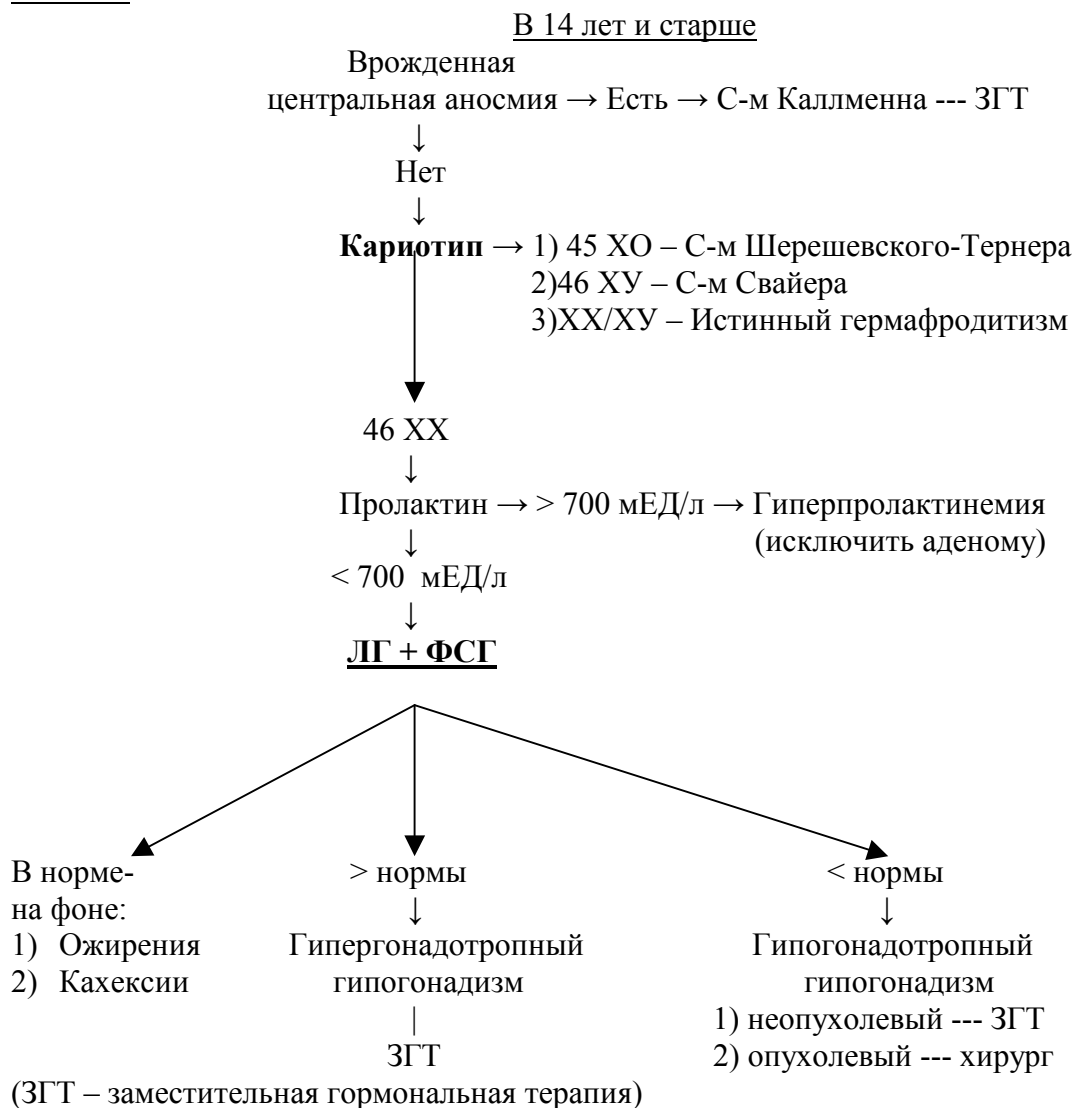 В 14 лет и старше
Врожденная
центральная аносмия → Есть → С-м Каллменна --- ЗГТ
↓
Нет
↓
Кариотип → 1) 45 ХО – С-м Шерешевского-Тернера
2)46 ХУ – С-м Свайера
3)ХХ/ХУ – Истинный гермафродитизм
46 ХХ
↓
Пролактин → > 700 мЕД/л → Гиперпролактинемия
↓ (исключить аденому)
< 700 мЕД/л
↓
ЛГ + ФСГ
В норме- > нормы < нормы
на фоне: ↓ ↓
1) Ожирения Гипергонадотропный Гипогонадотропный
2) Кахексии гипогонадизм гипогонадизм
| 1) неопухолевый --- ЗГТ
ЗГТ 2) опухолевый --- хирург
(ЗГТ – заместительная гормональная терапия)